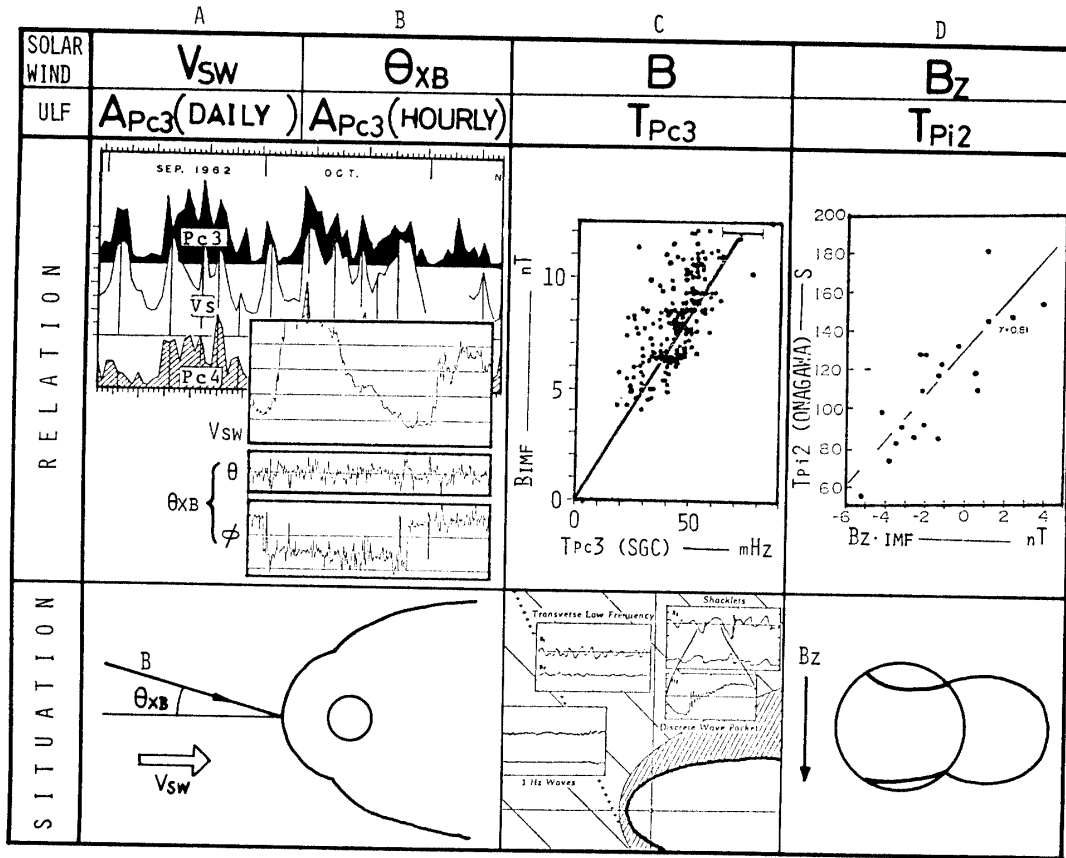 A B C D
SOLAR WIND VSW ΘXB B BZ
ULF APc3 (DAILY) APc3 (HOURLY) TPc3 TPi2
RELATION
SEP. 1962 OCT. N
Pc3
Vs
Pc4
VSW
θXB { θ
φ
10
5
0
BIMF — nT
0 50
TPc3 (SGC) — mHz
200
180
160
140
120
100
80
60
TPi2 (ONAGAWA) — S
γ=0.81
-6 -4 -2 0 2 4
BZ·IMF — nT
SITUATION
B
θXB
VSW
Transverse Low Frequency
Shocklets
Discrete Wave Packet
1 Hz Waves
BZ